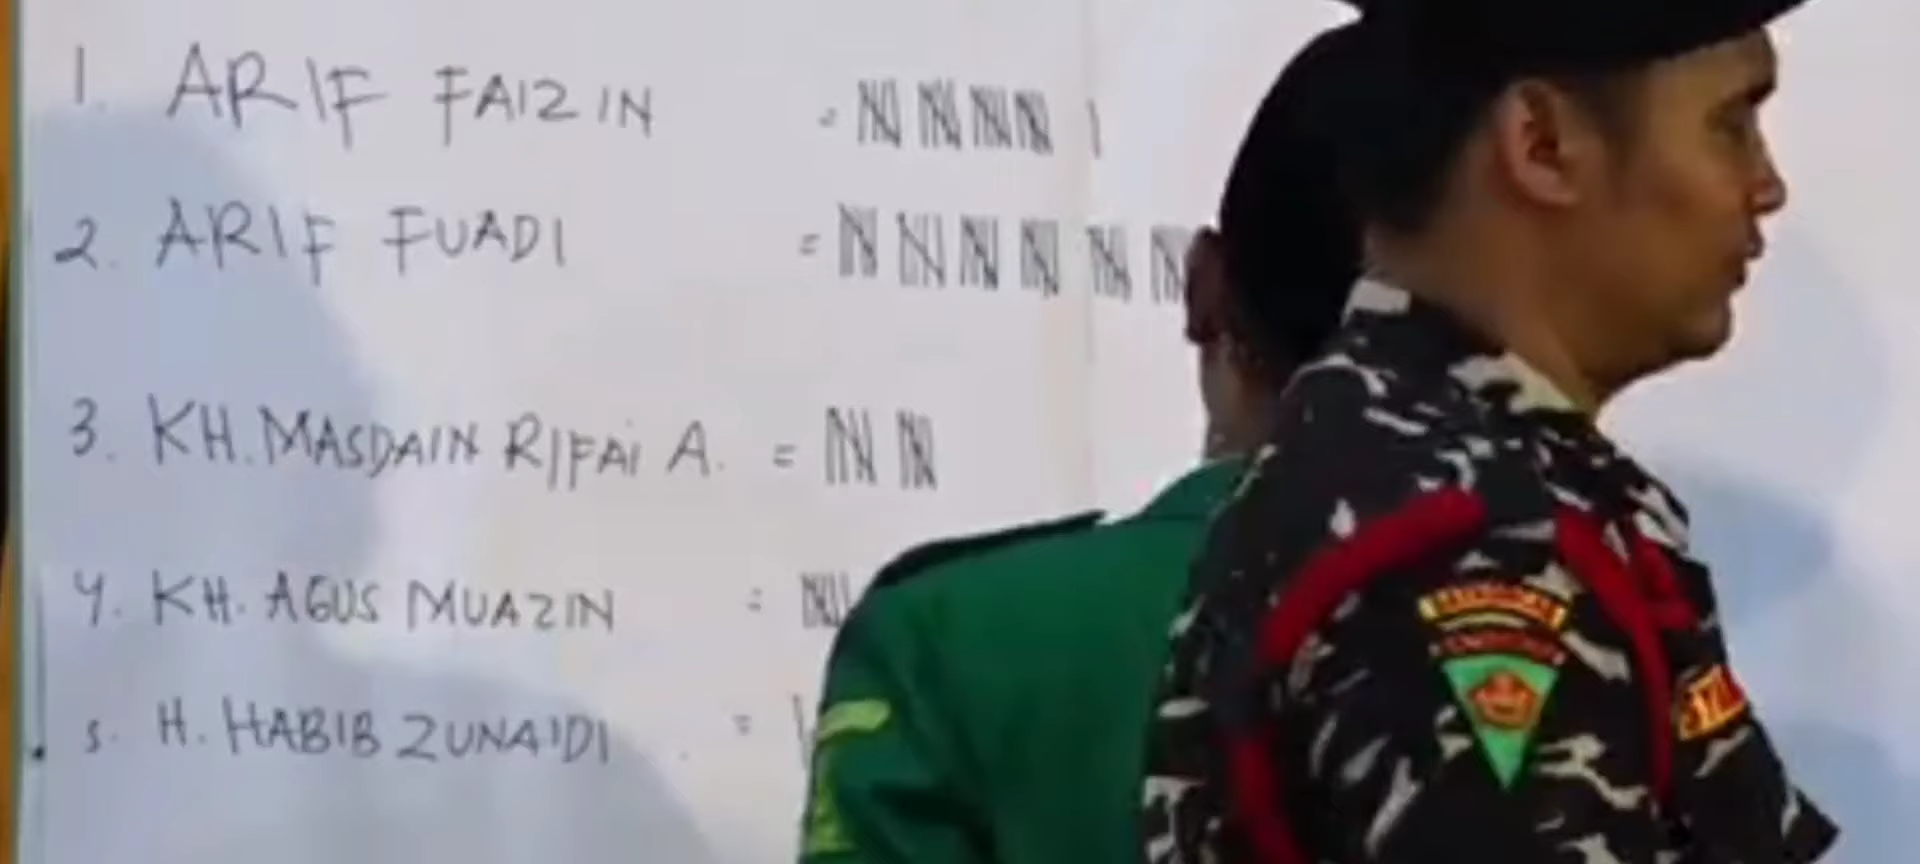 1. ARIF FAIZIN =
2. ARIF FUADI =
3. KH. MASDAIN RIFAI A. =
4. KH. AGUS MUAZIN =
5. H. HABIB ZUNAIDI =